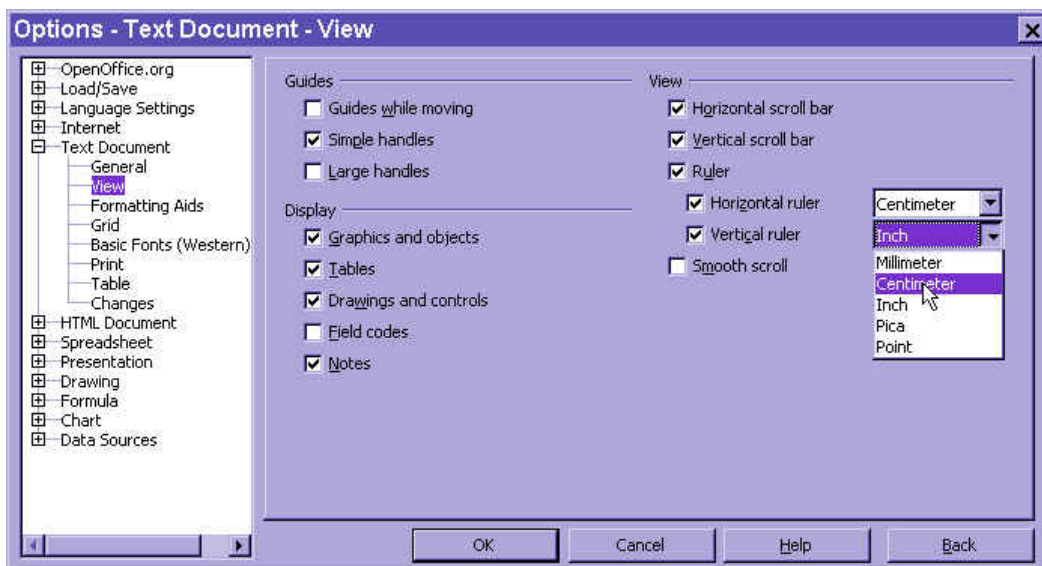 Options - Text Document - View
OpenOffice.org
Load/Save
Language Settings
Internet
Text Document
General
View
Formatting Aids
Grid
Basic Fonts (Western)
Print
Table
Changes
HTML Document
Spreadsheet
Presentation
Drawing
Formula
Chart
Data Sources
Guides
Guides while moving
Simple handles
Large handles
Display
Graphics and objects
Tables
Drawings and controls
Field codes
Notes
View
Horizontal scroll bar
Vertical scroll bar
Ruler
Horizontal ruler Centimeter
Vertical ruler Inch
Smooth scroll
Millimeter
Centimeter
Inch
Pica
Point
OK Cancel Help Back